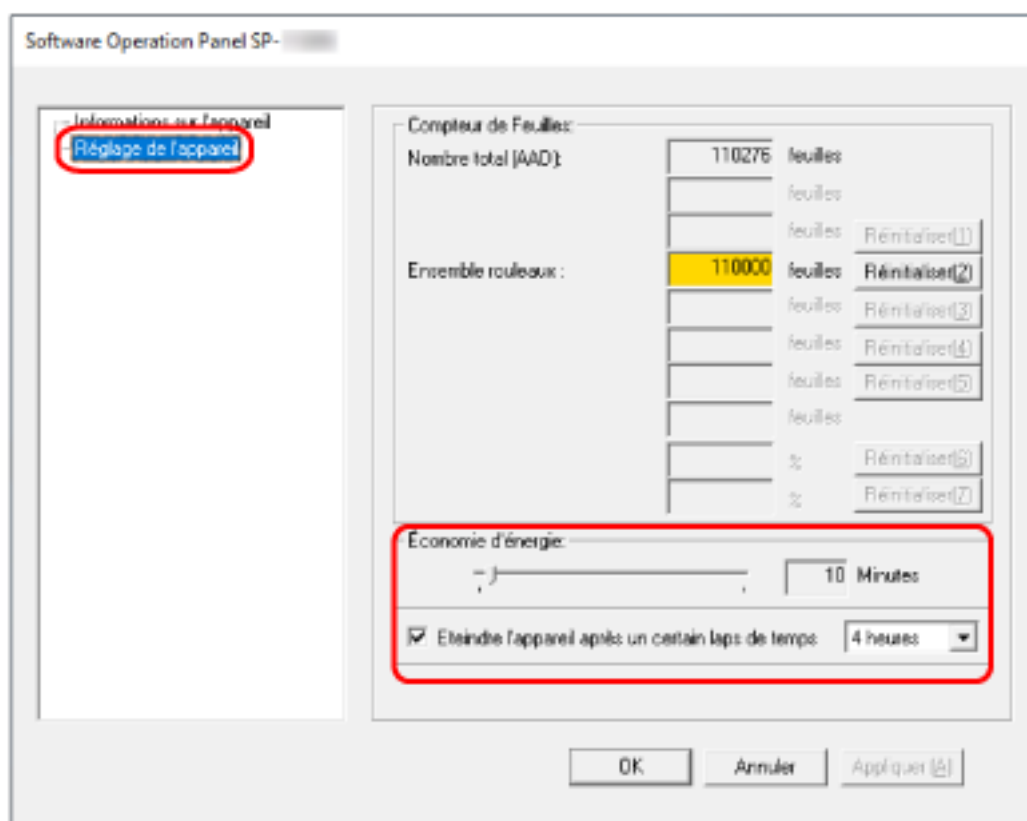 Software Operation Panel SP-
Informations sur l'appareil
Réglage de l'appareil
Compteur de Feuilles:
Nombre total (AAD): 110276 feuilles
feuilles
feuilles Réinitialiser(1)
Ensemble rouleaux : 110000 feuilles Réinitialiser(2)
feuilles Réinitialiser(3)
feuilles Réinitialiser(4)
feuilles Réinitialiser(5)
feuilles
% Réinitialiser(6)
% Réinitialiser(7)
Économie d'énergie:
10 Minutes
Eteindre l'appareil après un certain laps de temps 4 heures
OK Annuler Appliquer (A)